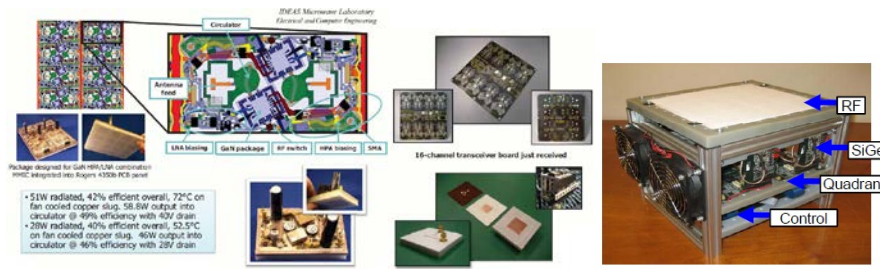 IDEAS Microwave Laboratory
Electrical and Computer Engineering
Circulator
Antenna
feed
LNA biasing
GaN package
RF switch
HPA biasing
SMA
Package designed for GaN HPA/LNA combination
MMIC integrated into Rogers 4350b PCB panel
• 51W radiated, 42% efficient overall, 72°C on
fan cooled copper slug. 58.8W output into
circulator @ 49% efficiency with 40V drain
• 28W radiated, 40% efficient overall, 52.5°C
on fan cooled copper slug. 46W output into
circulator @ 46% efficiency with 28V drain
16-channel transceiver board just received
RF
SiGe
Quadran
Control